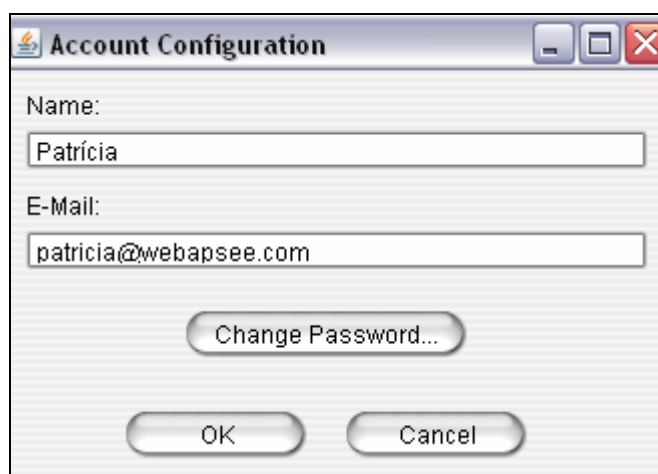 Account Configuration
Name:
Patrícia
E-Mail:
patricia@webapsee.com
Change Password...
OK Cancel